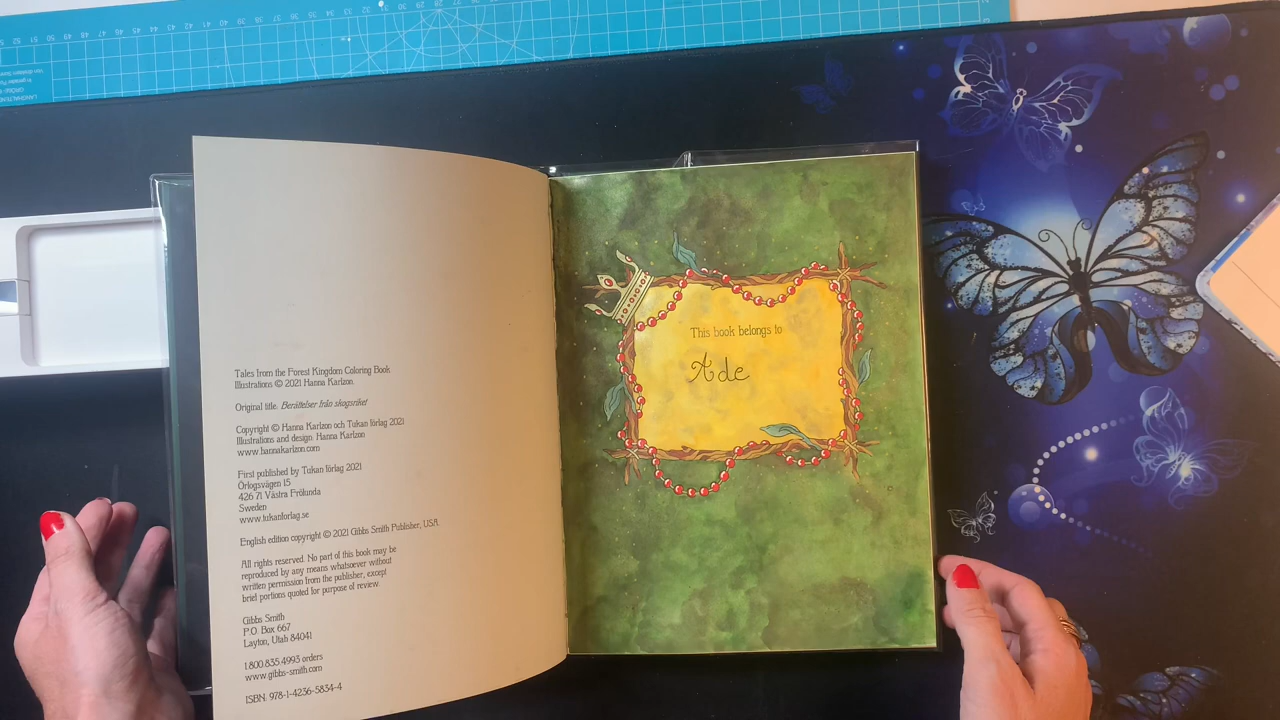 Tales from the Forest Kingdom Coloring Book
Illustrations © 2021 Hanna Karlzon
Original title: Berättelser från skogsriket
Copyright © Hanna Karlzon och Tukan förlag 2021
Illustrations and design: Hanna Karlzon
www.hannakarlzon.com
First published by Tukan förlag 2021
Örlogsvägen 15
426 71 Västra Frölunda
Sweden
www.tukanforlag.se
English edition copyright © 2021 Gibbs Smith Publisher, USA
All rights reserved. No part of this book may be
reproduced by any means whatsoever without
written permission from the publisher, except
brief portions quoted for purpose of review.
Gibbs Smith
P.O. Box 667
Layton, Utah 84041
1.800.835.4993 orders
www.gibbs-smith.com
ISBN: 978-1-4236-5834-4
This book belongs to
Ade